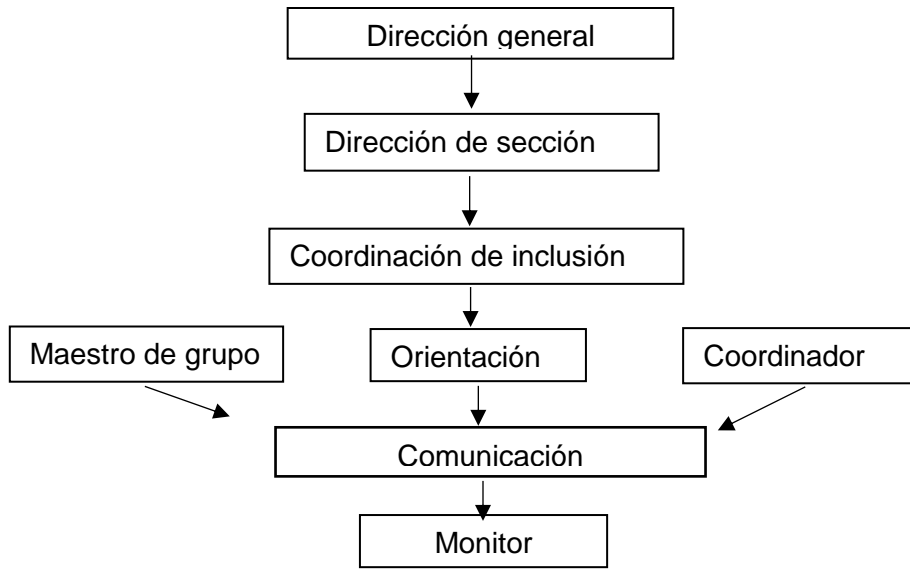 Dirección general
Dirección de sección
Coordinación de inclusión
Maestro de grupo
Orientación
Coordinador
Comunicación
Monitor